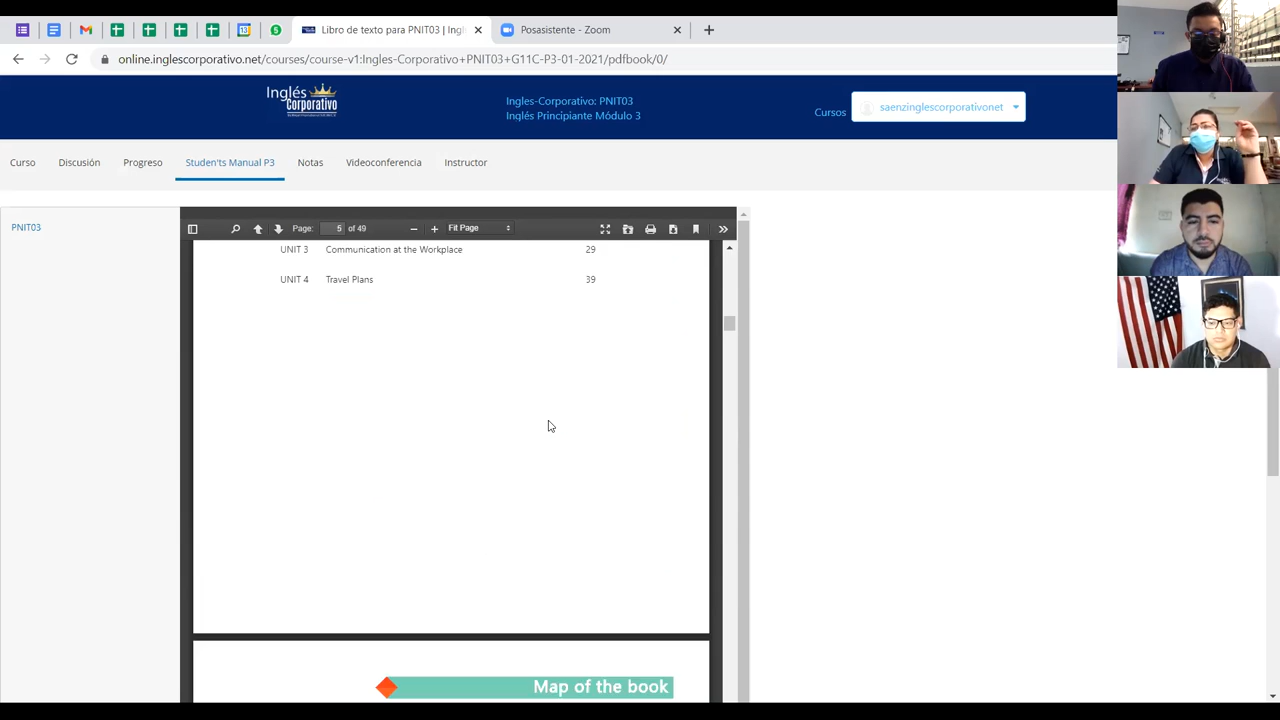 Libro de texto para PNIT03 | Ingl
Posasistente - Zoom
online.inglescorporativo.net/courses/course-v1:Ingles-Corporativo+PNIT03+G11C-P3-01-2021/pdfbook/0/
Inglés
Corporativo
Ingles-Corporativo: PNIT03
Inglés Principiante Módulo 3
Cursos
saenzinglescorporativonet
Curso
Discusión
Progreso
Studen'ts Manual P3
Notas
Videoconferencia
Instructor
PNIT03
Page: 5 of 49
Fit Page
UNIT 3 Communication at the Workplace 29
UNIT 4 Travel Plans 39
Map of the book